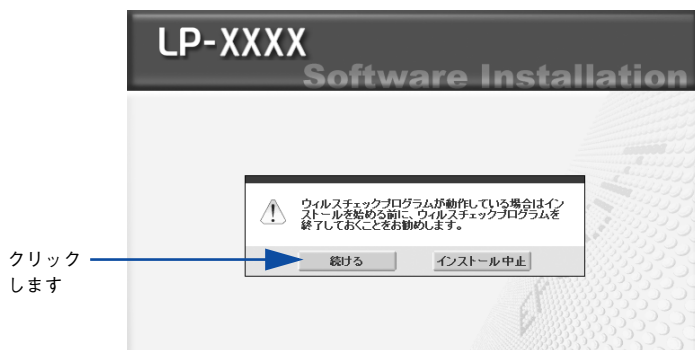 LP-XXXX
Software Installation
ウィルスチェックプログラムが動作している場合はイン
ストールを始める前に、ウィルスチェックプログラムを
終了しておくことをお勧めします。
クリック
します
続ける
インストール中止